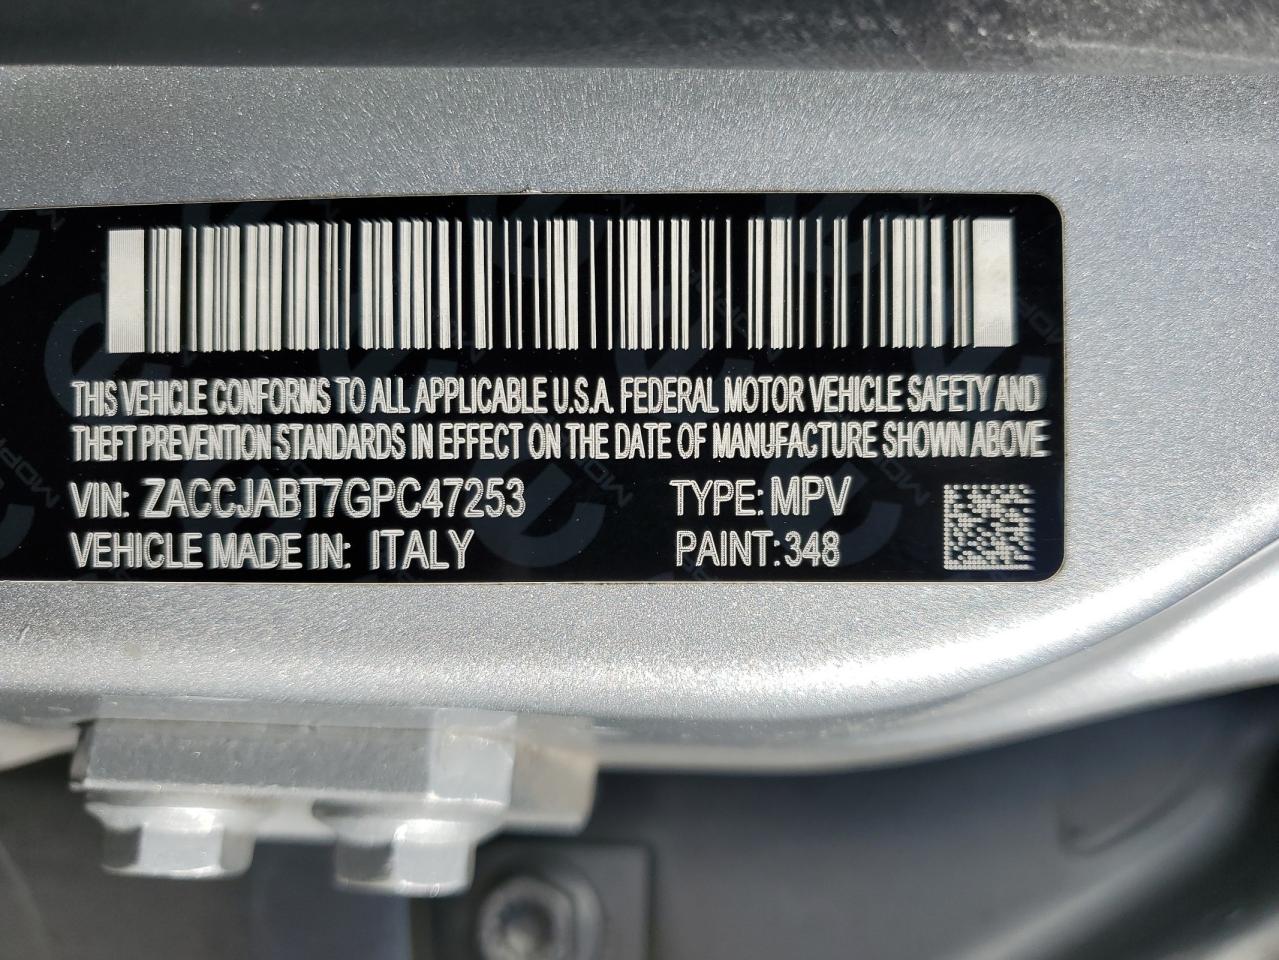 THIS VEHICLE CONFORMS TO ALL APPLICABLE U.S.A. FEDERAL MOTOR VEHICLE SAFETY AND
THEFT PREVENTION STANDARDS IN EFFECT ON THE DATE OF MANUFACTURE SHOWN ABOVE
VIN: ZACCJABT7GPC47253 TYPE: MPV
VEHICLE MADE IN: ITALY PAINT: 348